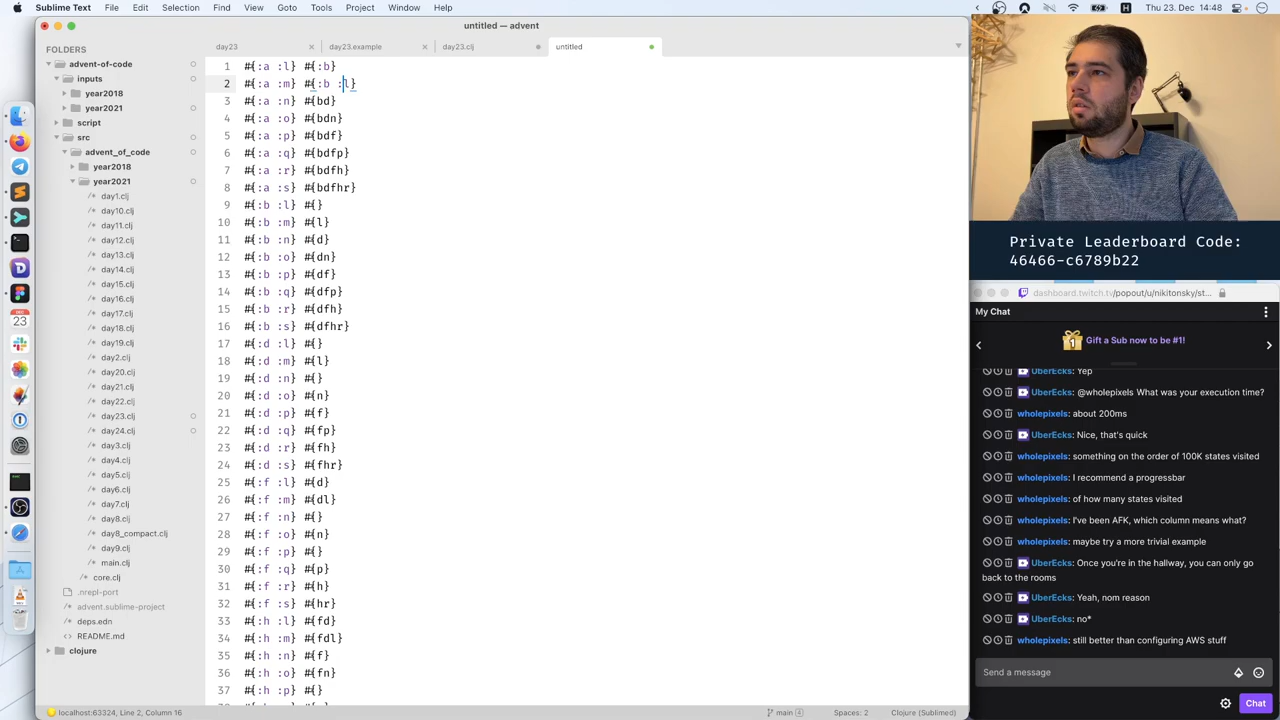 Sublime Text File Edit Selection Find View Goto Tools Project Window Help
Thu 23. Dec 14:48
untitled — advent
FOLDERS
advent-of-code
inputs
year2018
year2021
script
src
advent_of_code
year2018
year2021
/* day1.clj
/* day10.clj
/* day11.clj
/* day12.clj
/* day13.clj
/* day14.clj
/* day15.clj
/* day16.clj
/* day17.clj
/* day18.clj
/* day19.clj
/* day2.clj
/* day20.clj
/* day21.clj
/* day22.clj
/* day23.clj
/* day24.clj
/* day3.clj
/* day4.clj
/* day5.clj
/* day6.clj
/* day7.clj
/* day8.clj
/* day8_compact.clj
/* day9.clj
/* main.clj
/* core.clj
.nrepl-port
advent.sublime-project
deps.edn
README.md
clojure
day23 day23.example day23.clj untitled
1 #{:a :l} #{:b}
2 #{:a :m} #{:b :l}
3 #{:a :n} #{bd}
4 #{:a :o} #{bdn}
5 #{:a :p} #{bdf}
6 #{:a :q} #{bdfp}
7 #{:a :r} #{bdfh}
8 #{:a :s} #{bdfhr}
9 #{:b :l} #{}
10 #{:b :m} #{l}
11 #{:b :n} #{d}
12 #{:b :o} #{dn}
13 #{:b :p} #{df}
14 #{:b :q} #{dfp}
15 #{:b :r} #{dfh}
16 #{:b :s} #{dfhr}
17 #{:d :l} #{}
18 #{:d :m} #{l}
19 #{:d :n} #{}
20 #{:d :o} #{n}
21 #{:d :p} #{f}
22 #{:d :q} #{fp}
23 #{:d :r} #{fh}
24 #{:d :s} #{fhr}
25 #{:f :l} #{d}
26 #{:f :m} #{dl}
27 #{:f :n} #{}
28 #{:f :o} #{n}
29 #{:f :p} #{}
30 #{:f :q} #{p}
31 #{:f :r} #{h}
32 #{:f :s} #{hr}
33 #{:h :l} #{fd}
34 #{:h :m} #{fdl}
35 #{:h :n} #{f}
36 #{:h :o} #{fn}
37 #{:h :p} #{}
localhost:63324, Line 2, Column 16
main 4 Spaces: 2 Clojure (Sublimed)
DEC
23
Private Leaderboard Code:
46466-c6789b22
dashboard.twitch.tv/popout/u/nikitonsky/st...
My Chat
1 Gift a Sub now to be #1!
UberEcks: Yep
UberEcks: @wholepixels What was your execution time?
wholepixels: about 200ms
UberEcks: Nice, that's quick
wholepixels: something on the order of 100K states visited
wholepixels: I recommend a progressbar
wholepixels: of how many states visited
wholepixels: I've been AFK, which column means what?
wholepixels: maybe try a more trivial example
UberEcks: Once you're in the hallway, you can only go
back to the rooms
UberEcks: Yeah, nom reason
UberEcks: no*
wholepixels: still better than configuring AWS stuff
Send a message
Chat